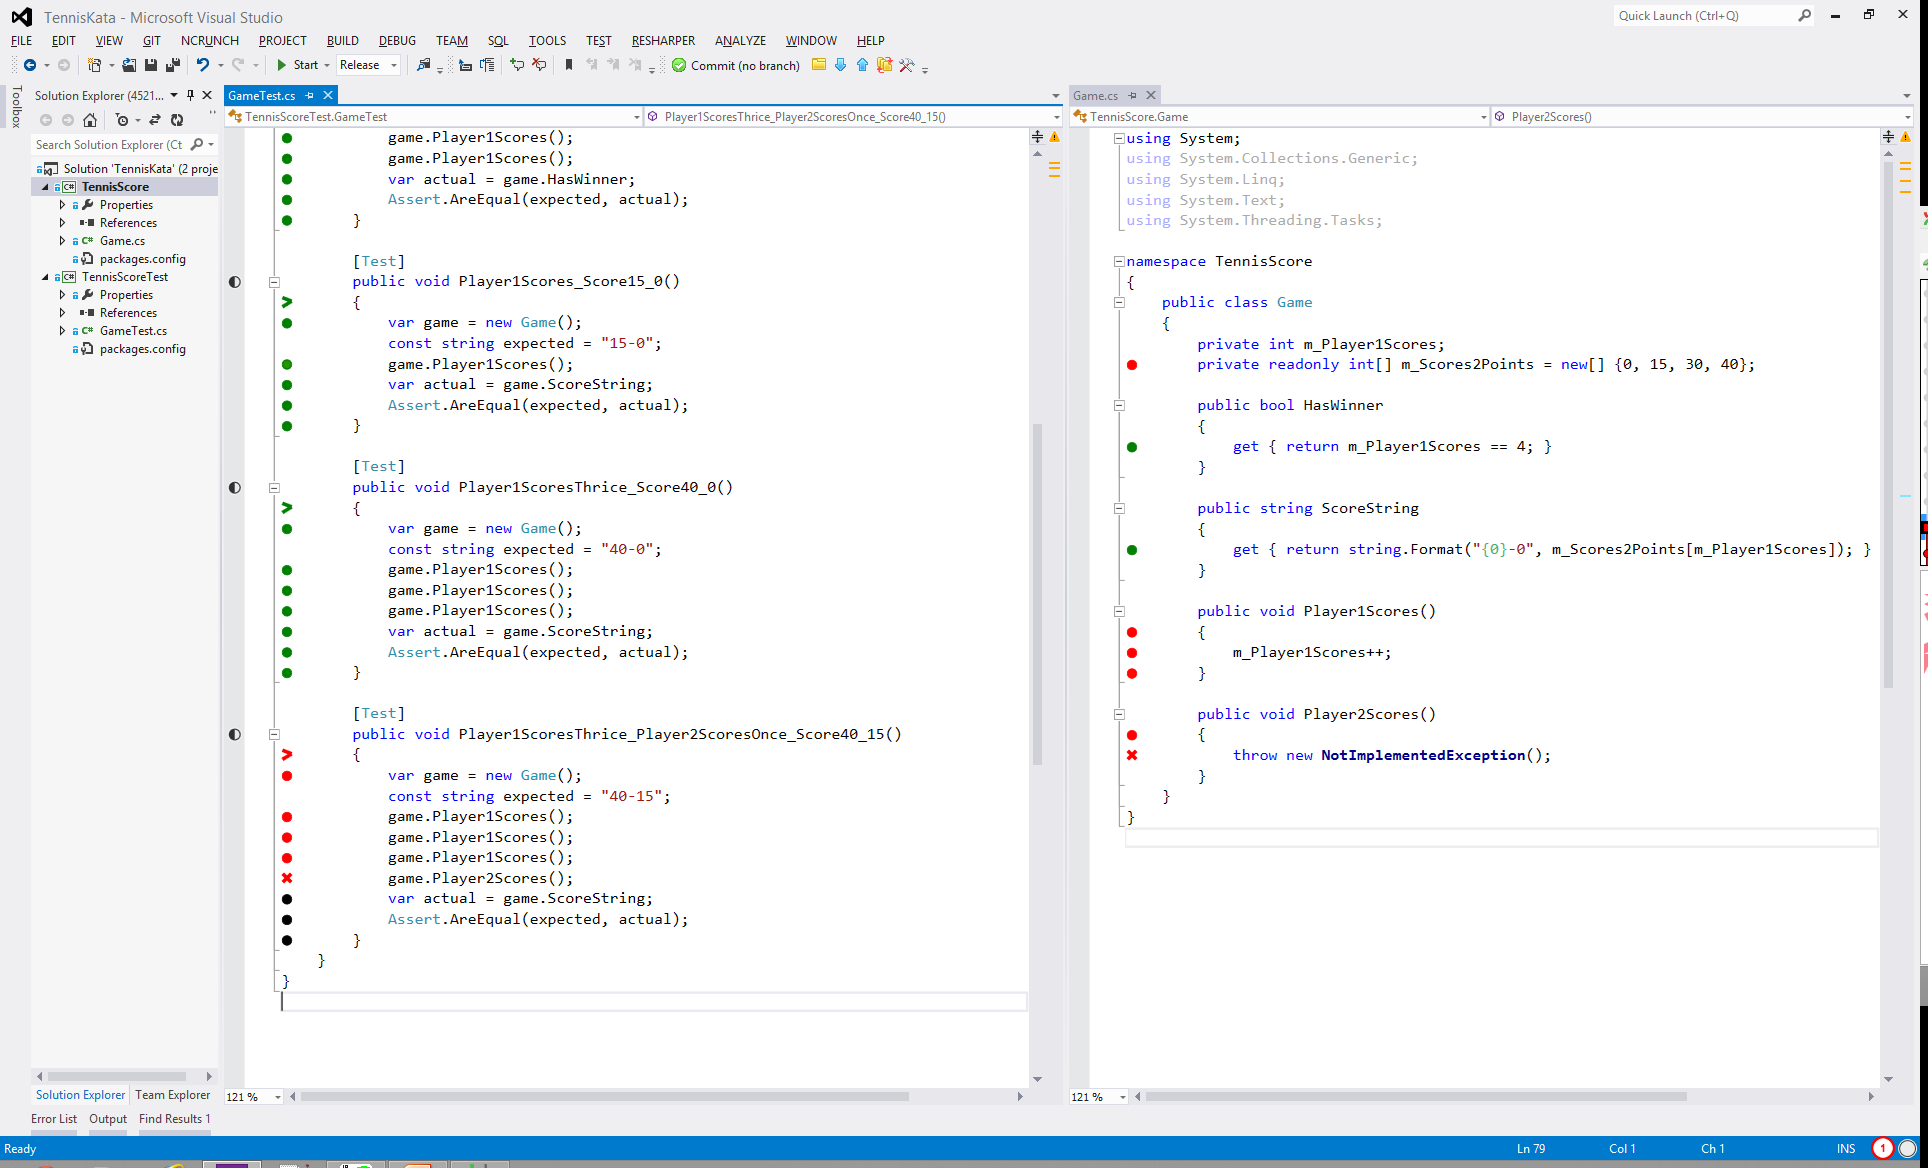 TennisKata - Microsoft Visual Studio
Quick Launch (Ctrl+Q)
FILE EDIT VIEW GIT NCRUNCH PROJECT BUILD DEBUG TEAM SQL TOOLS TEST RESHARPER ANALYZE WINDOW HELP
Start Release Commit (no branch)
Toolbox
Solution Explorer (4521...
Search Solution Explorer (Ct
Solution 'TennisKata' (2 proje
TennisScore
Properties
References
Game.cs
packages.config
TennisScoreTest
Properties
References
GameTest.cs
packages.config
Solution Explorer Team Explorer
GameTest.cs
TennisScoreTest.GameTest Player1ScoresThrice_Player2ScoresOnce_Score40_15()
game.Player1Scores();
game.Player1Scores();
var actual = game.HasWinner;
Assert.AreEqual(expected, actual);
}
[Test]
public void Player1Scores_Score15_0()
{
var game = new Game();
const string expected = "15-0";
game.Player1Scores();
var actual = game.ScoreString;
Assert.AreEqual(expected, actual);
}
[Test]
public void Player1ScoresThrice_Score40_0()
{
var game = new Game();
const string expected = "40-0";
game.Player1Scores();
game.Player1Scores();
game.Player1Scores();
var actual = game.ScoreString;
Assert.AreEqual(expected, actual);
}
[Test]
public void Player1ScoresThrice_Player2ScoresOnce_Score40_15()
{
var game = new Game();
const string expected = "40-15";
game.Player1Scores();
game.Player1Scores();
game.Player1Scores();
game.Player2Scores();
var actual = game.ScoreString;
Assert.AreEqual(expected, actual);
}
}
}
121 %
Game.cs
TennisScore.Game Player2Scores()
using System;
using System.Collections.Generic;
using System.Linq;
using System.Text;
using System.Threading.Tasks;
namespace TennisScore
{
public class Game
{
private int m_Player1Scores;
private readonly int[] m_Scores2Points = new[] {0, 15, 30, 40};
public bool HasWinner
{
get { return m_Player1Scores == 4; }
}
public string ScoreString
{
get { return string.Format("{0}-0", m_Scores2Points[m_Player1Scores]); }
}
public void Player1Scores()
{
m_Player1Scores++;
}
public void Player2Scores()
{
throw new NotImplementedException();
}
}
}
121 %
Error List Output Find Results 1
Ready Ln 79 Col 1 Ch 1 INS 1